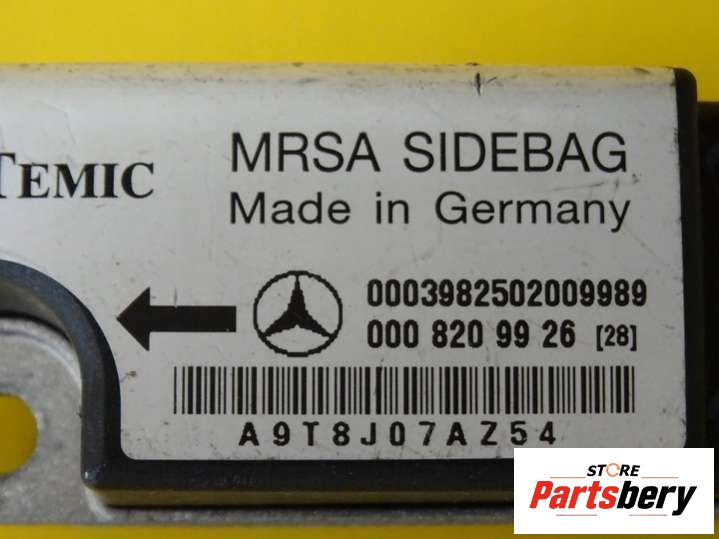 TEMIC
MRSA SIDEBAG
Made in Germany
0003982502009989
000 820 99 26 [28]
A9T8J07AZ54
STORE
Partsbery